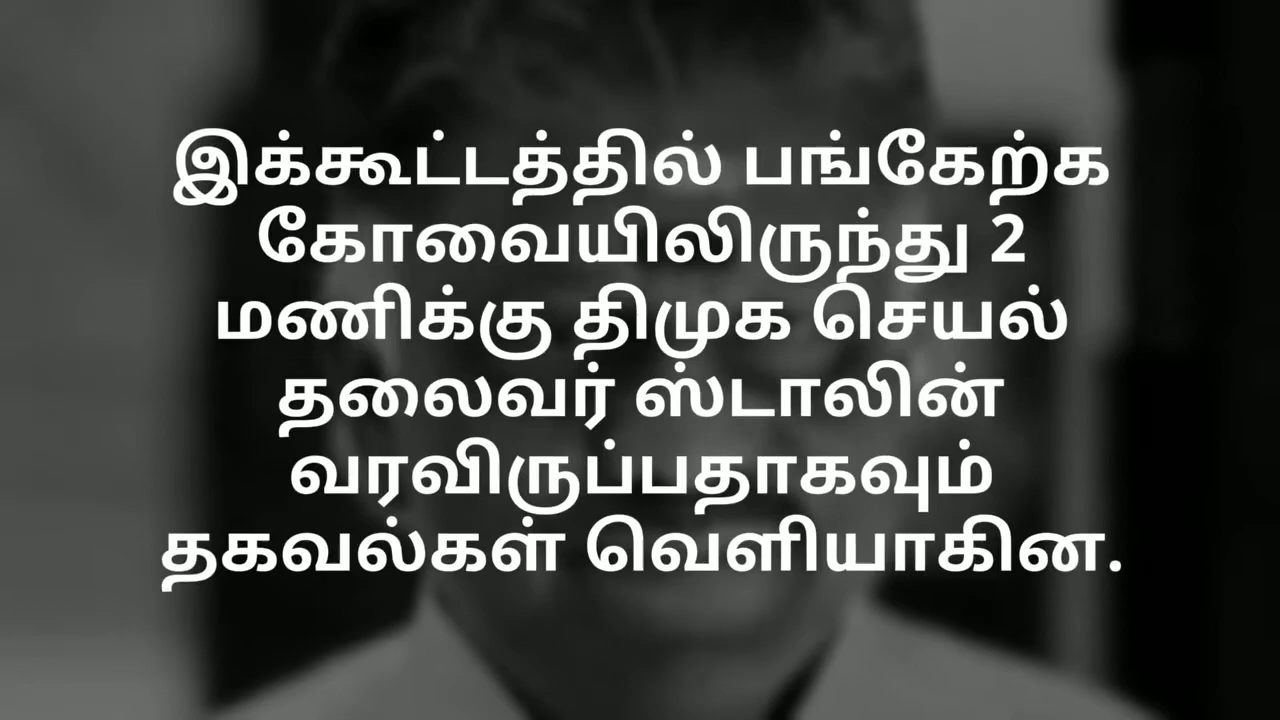 இக்கூட்டத்தில் பங்கேற்க
கோவையிலிருந்து 2
மணிக்கு திமுக செயல்
தலைவர் ஸ்டாலின்
வரவிருப்பதாகவும்
தகவல்கள் வெளியாகின.